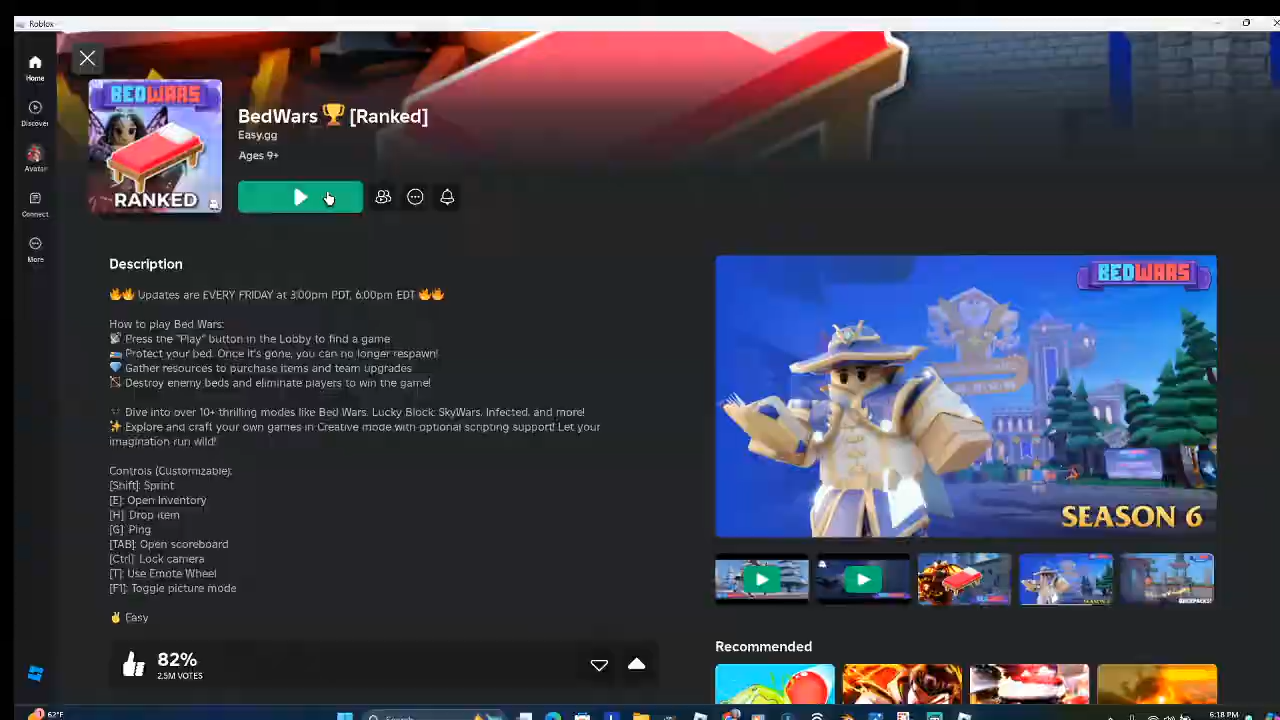 Roblox
Home
Discover
Avatar
Connect
More
BEDWARS
RANKED
BedWars 🏆 [Ranked]
Easy.gg
Ages 9+
Description
🔥🔥 Updates are EVERY FRIDAY at 3:00pm PDT, 6:00pm EDT 🔥🔥
How to play Bed Wars:
Press the "Play" button in the Lobby to find a game
Protect your bed. Once it's gone, you can no longer respawn!
💎 Gather resources to purchase items and team upgrades
Destroy enemy beds and eliminate players to win the game!
Dive into over 10+ thrilling modes like Bed Wars, Lucky Block, SkyWars, Infected, and more!
✨ Explore and craft your own games in Creative mode with optional scripting support! Let your
imagination run wild!
Controls (Customizable):
[Shift]: Sprint
[E]: Open Inventory
[H]: Drop item
[G]: Ping
[TAB]: Open scoreboard
[Ctrl]: Lock camera
[T]: Use Emote Wheel
[F1]: Toggle picture mode
✌ Easy
82%
2.5M VOTES
BEDWARS
SEASON 6
Recommended
62°F
Search
6:18 PM